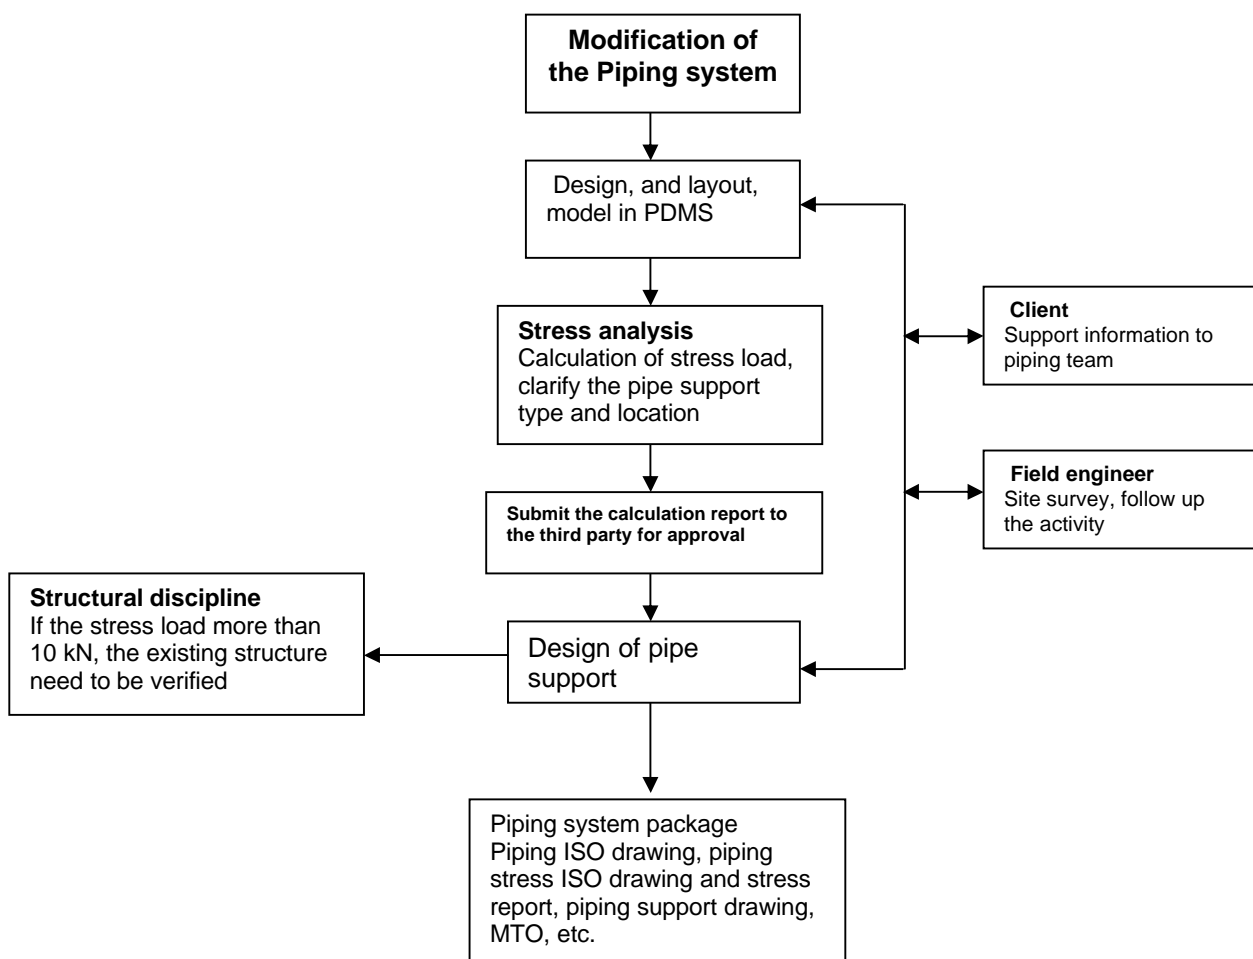 Modification of
the Piping system
Design, and layout,
model in PDMS
Stress analysis
Calculation of stress load,
clarify the pipe support
type and location
Client
Support information to
piping team
Submit the calculation report to
the third party for approval
Field engineer
Site survey, follow up
the activity
Structural discipline
If the stress load more than
10 kN, the existing structure
need to be verified
Design of pipe
support
Piping system package
Piping ISO drawing, piping
stress ISO drawing and stress
report, piping support drawing,
MTO, etc.